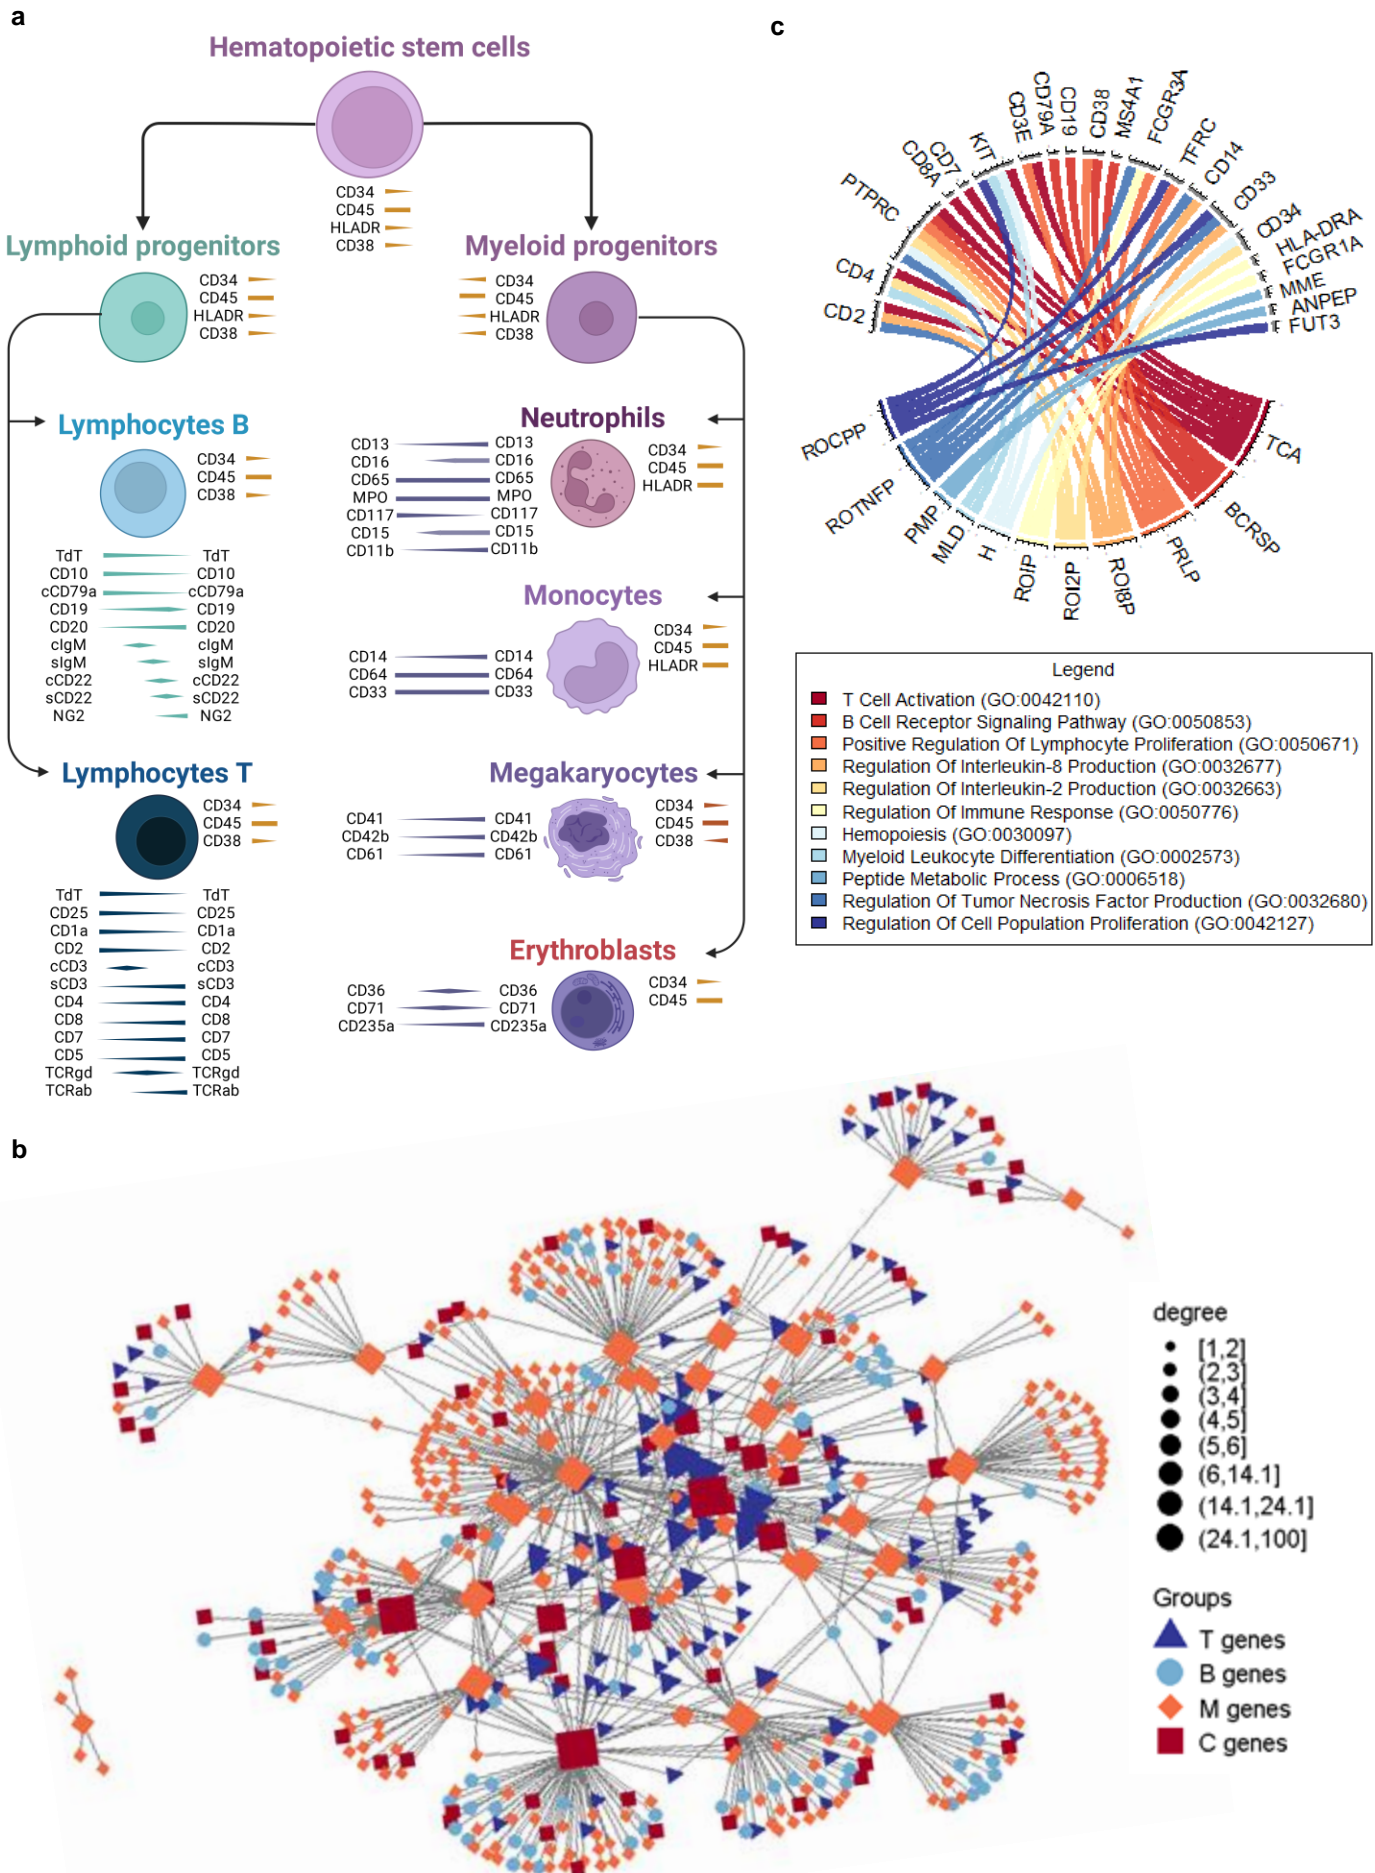 a
Hematopoietic stem cells
CD34
CD45
HLADR
CD38
Lymphoid progenitors
CD34
CD45
HLADR
CD38
Myeloid progenitors
CD34
CD45
HLADR
CD38
Lymphocytes B
CD34
CD45
CD38
TdT TdT
CD10 CD10
cCD79a cCD79a
CD19 CD19
CD20 CD20
cIgM cIgM
sIgM sIgM
cCD22 cCD22
sCD22 sCD22
NG2 NG2
Lymphocytes T
CD34
CD45
CD38
TdT TdT
CD25 CD25
CD1a CD1a
CD2 CD2
cCD3 cCD3
sCD3 sCD3
CD4 CD4
CD8 CD8
CD7 CD7
CD5 CD5
TCRgd TCRgd
TCRab TCRab
Neutrophils
CD13 CD13
CD16 CD16
CD65 CD65
MPO MPO
CD117 CD117
CD15 CD15
CD11b CD11b
CD34
CD45
HLADR
Monocytes
CD14 CD14
CD64 CD64
CD33 CD33
CD34
CD45
HLADR
Megakaryocytes
CD41 CD41
CD42b CD42b
CD61 CD61
CD34
CD45
CD38
Erythroblasts
CD36 CD36
CD71 CD71
CD235a CD235a
CD34
CD45
c
CD2
CD4
PTPRC
CD8A
CD7
KIT
CD3E
CD79A
CD19
CD38
MS4A1
FCGR3A
TFRC
CD14
CD33
CD34
HLA-DRA
FCGR1A
MME
ANPEP
FUT3
TCA
BCRSP
PRLP
ROI8P
ROI2P
ROIP
H
MLD
PMP
ROTNFP
ROCPP
Legend
T Cell Activation (GO:0042110)
B Cell Receptor Signaling Pathway (GO:0050853)
Positive Regulation Of Lymphocyte Proliferation (GO:0050671)
Regulation Of Interleukin-8 Production (GO:0032677)
Regulation Of Interleukin-2 Production (GO:0032663)
Regulation Of Immune Response (GO:0050776)
Hemopoiesis (GO:0030097)
Myeloid Leukocyte Differentiation (GO:0002573)
Peptide Metabolic Process (GO:0006518)
Regulation Of Tumor Necrosis Factor Production (GO:0032680)
Regulation Of Cell Population Proliferation (GO:0042127)
b
degree
[1,2]
(2,3]
(3,4]
(4,5]
(5,6]
(6,14.1]
(14.1,24.1]
(24.1,100]
Groups
T genes
B genes
M genes
C genes